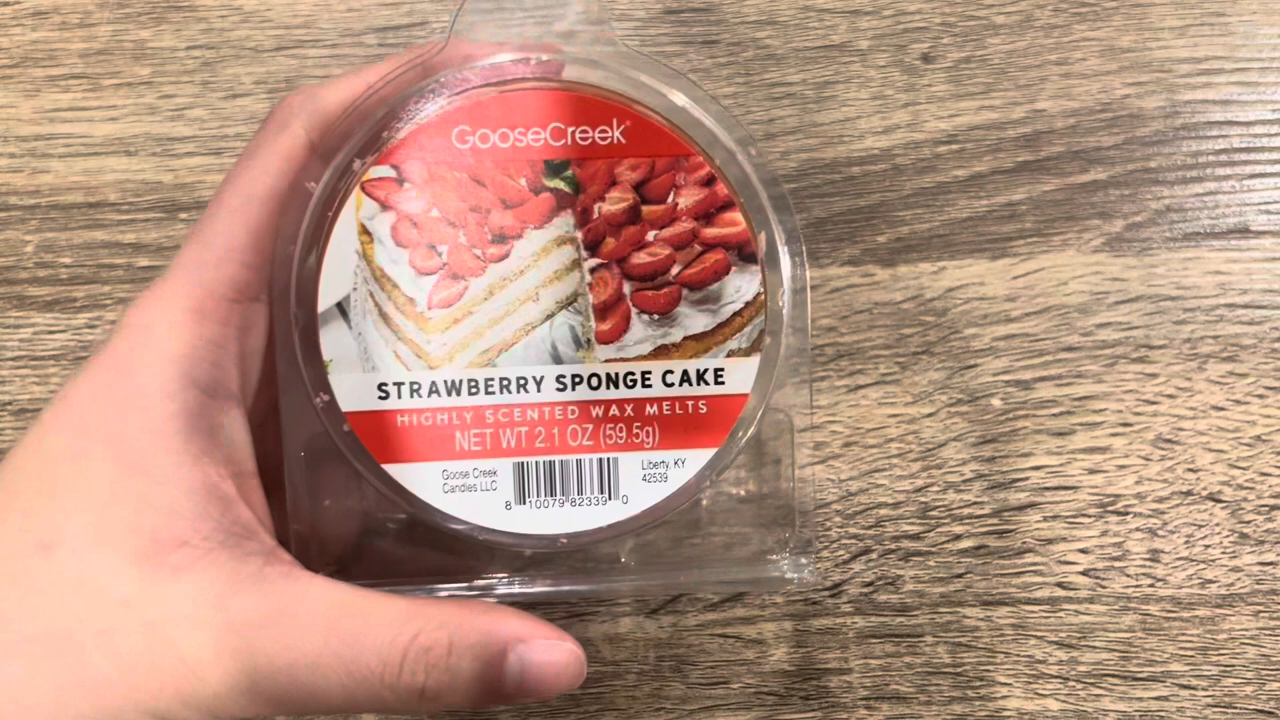 GooseCreek®
STRAWBERRY SPONGE CAKE
HIGHLY SCENTED WAX MELTS
NET WT 2.1 OZ (59.5g)
Goose Creek
Candles LLC
8 10079 82339 0
Liberty, KY
42539